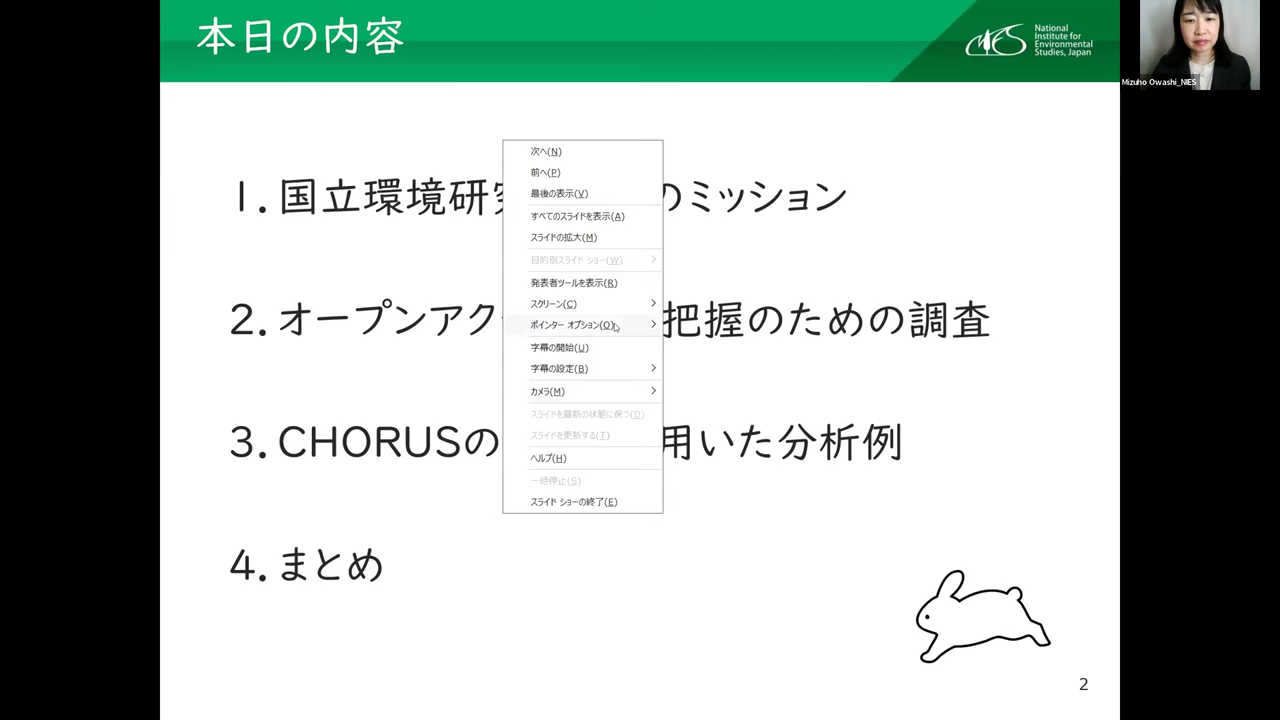 本日の内容
National
Institute for
Environmental
Studies, Japan
Mizuho Owashi_NIES
1. 国立環境研 のミッション
2. オープンアク 把握のための調査
3. CHORUSの 用いた分析例
4. まとめ
次へ(N)
前へ(P)
最後の表示(V)
すべてのスライドを表示(A)
スライドの拡大(M)
目的別スライド ショー(W)
発表者ツールを表示(R)
スクリーン(C)
ポインター オプション(O)
字幕の開始(U)
字幕の設定(B)
カメラ(M)
スライドを最新の状態に保つ(D)
スライドを更新する(T)
ヘルプ(H)
一時停止(S)
スライド ショーの終了(E)
2